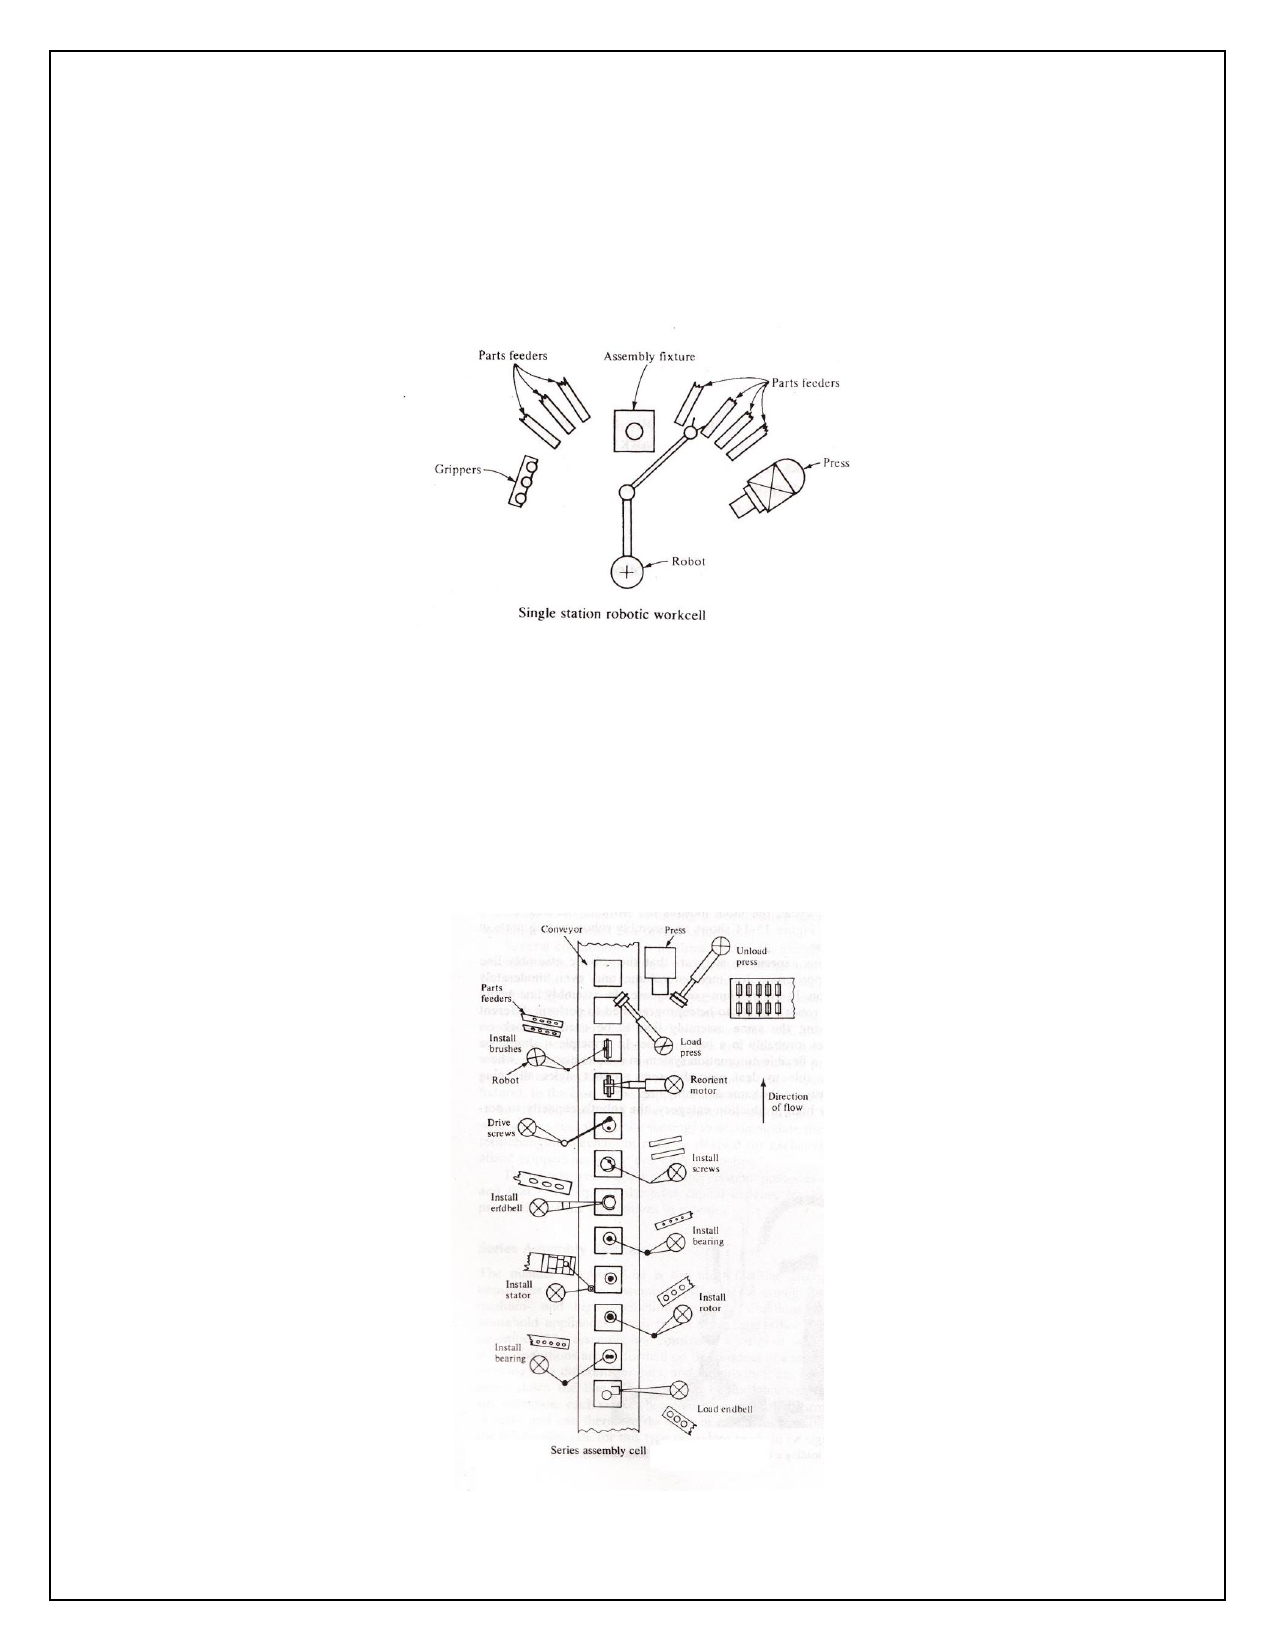 Parts feeders
Assembly fixture
Parts feeders
Grippers
Press
Robot
Single station robotic workcell
Conveyor
Press
Unload
press
Parts
feeders
Install
brushes
Load
press
Robot
Reorient
motor
Direction
of flow
Drive
screws
Install
screws
Install
endbell
Install
bearing
Install
stator
Install
rotor
Install
bearing
Load endbell
Series assembly cell